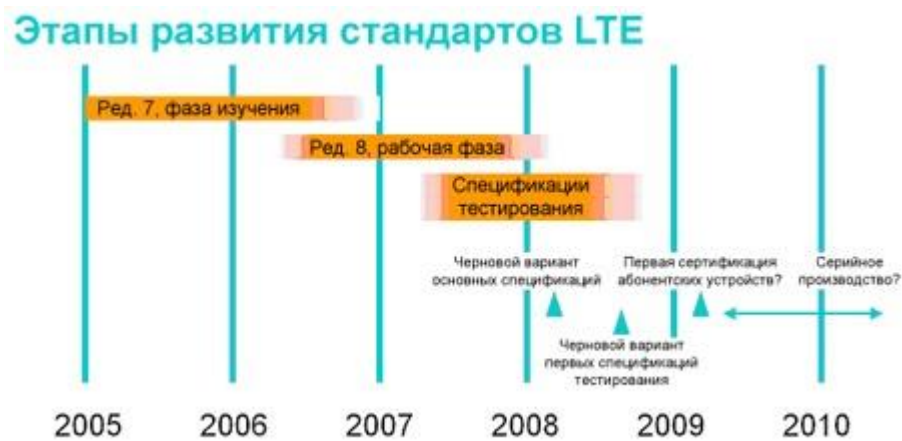 Этапы развития стандартов LTE
Ред. 7, фаза изучения
Ред. 8, рабочая фаза
Спецификации
тестирования
Черновой вариант
основных спецификаций
Первая сертификация
абонентских устройств?
Серийное
производство?
Черновой вариант
первых спецификаций
тестирования
2005 2006 2007 2008 2009 2010